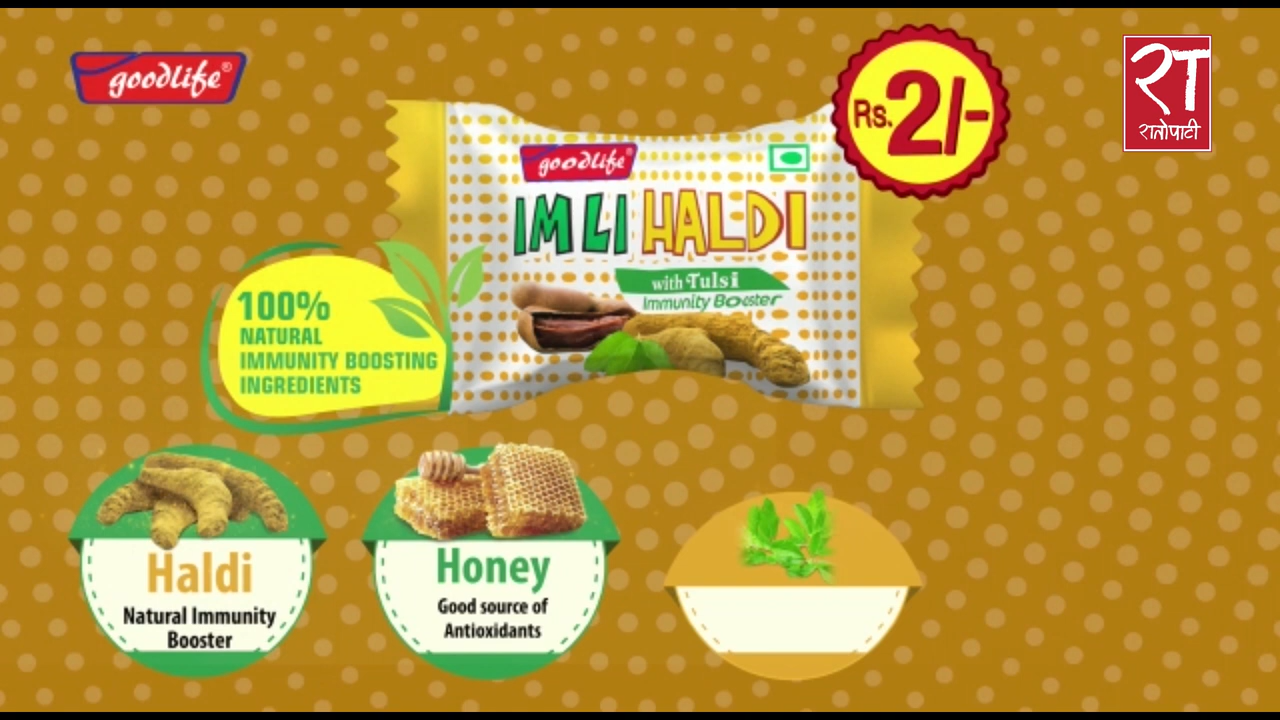 goodlife®
Rs. 2/-
रा
रातोपाटी
goodlife®
IMLI HALDI
with Tulsi
Immunity Booster
100%
NATURAL
IMMUNITY BOOSTING
INGREDIENTS
Haldi
Natural Immunity
Booster
Honey
Good source of
Antioxidants